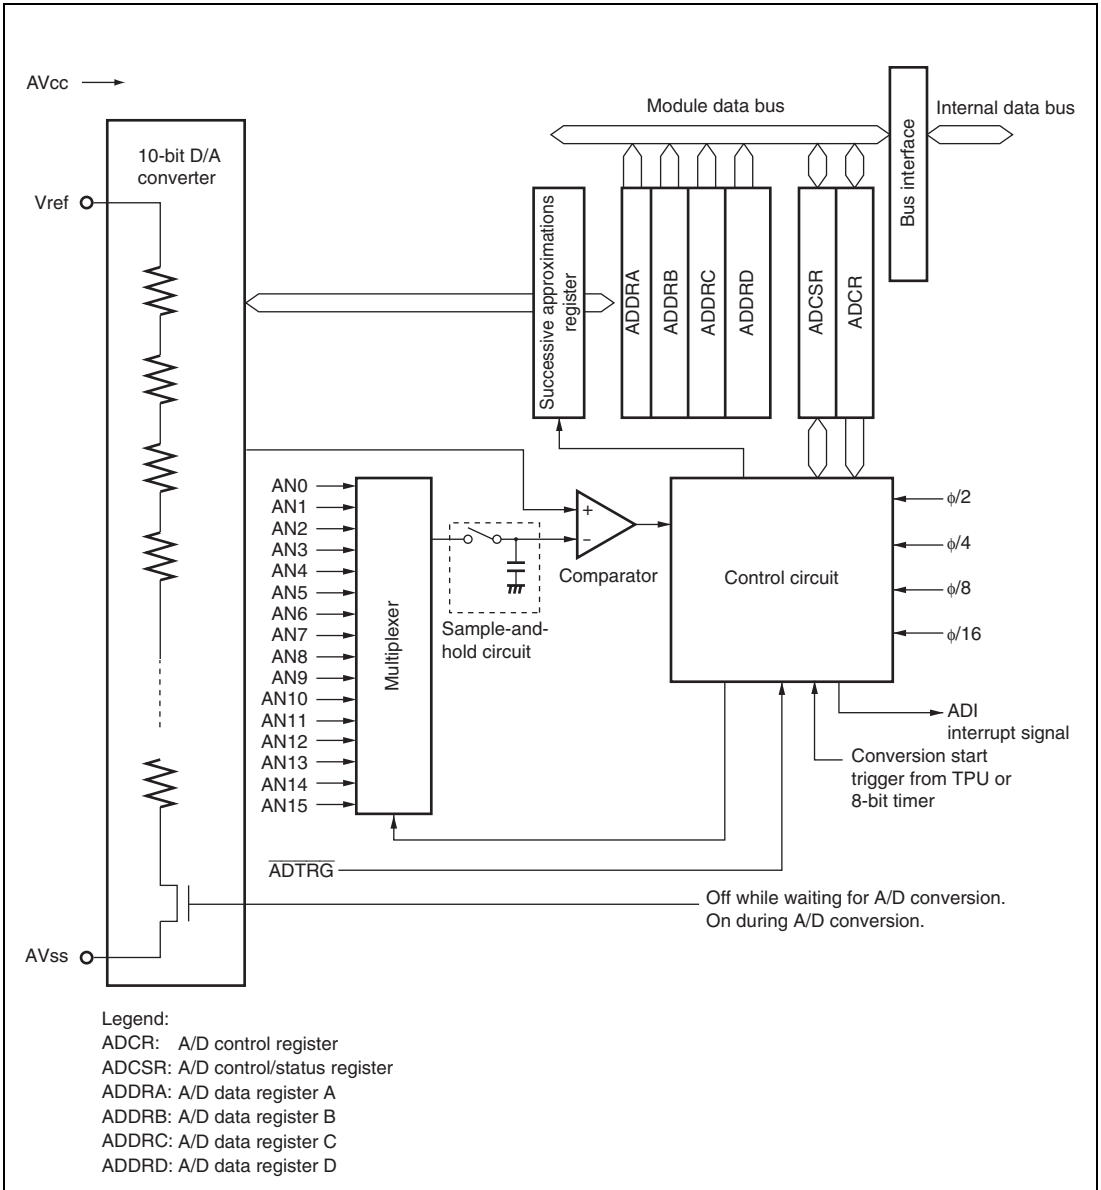 AVcc
Module data bus
Internal data bus
Bus interface
10-bit D/A
converter
Vref
Successive approximations
register
ADDRA
ADDRB
ADDRC
ADDRD
ADCSR
ADCR
AN0
AN1
AN2
AN3
AN4
AN5
AN6
AN7
AN8
AN9
AN10
AN11
AN12
AN13
AN14
AN15
Multiplexer
Sample-and-
hold circuit
+
−
Comparator
Control circuit
ϕ/2
ϕ/4
ϕ/8
ϕ/16
ADI
interrupt signal
Conversion start
trigger from TPU or
8-bit timer
ADTRG
Off while waiting for A/D conversion.
On during A/D conversion.
AVss
Legend:
ADCR: A/D control register
ADCSR: A/D control/status register
ADDRA: A/D data register A
ADDRB: A/D data register B
ADDRC: A/D data register C
ADDRD: A/D data register D